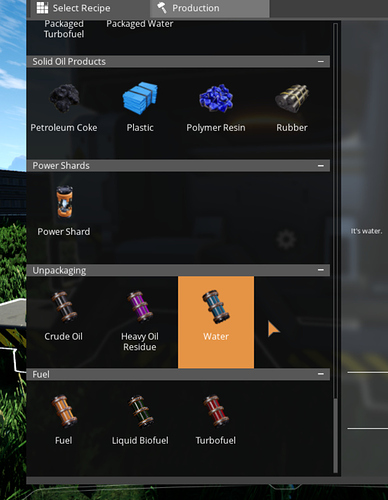 Select Recipe
Production
Packaged
Turbofuel
Packaged Water
Solid Oil Products
Petroleum Coke
Plastic
Polymer Resin
Rubber
Power Shards
Power Shard
It's water.
Unpackaging
Crude Oil
Heavy Oil
Residue
Water
Fuel
Fuel
Liquid Biofuel
Turbofuel